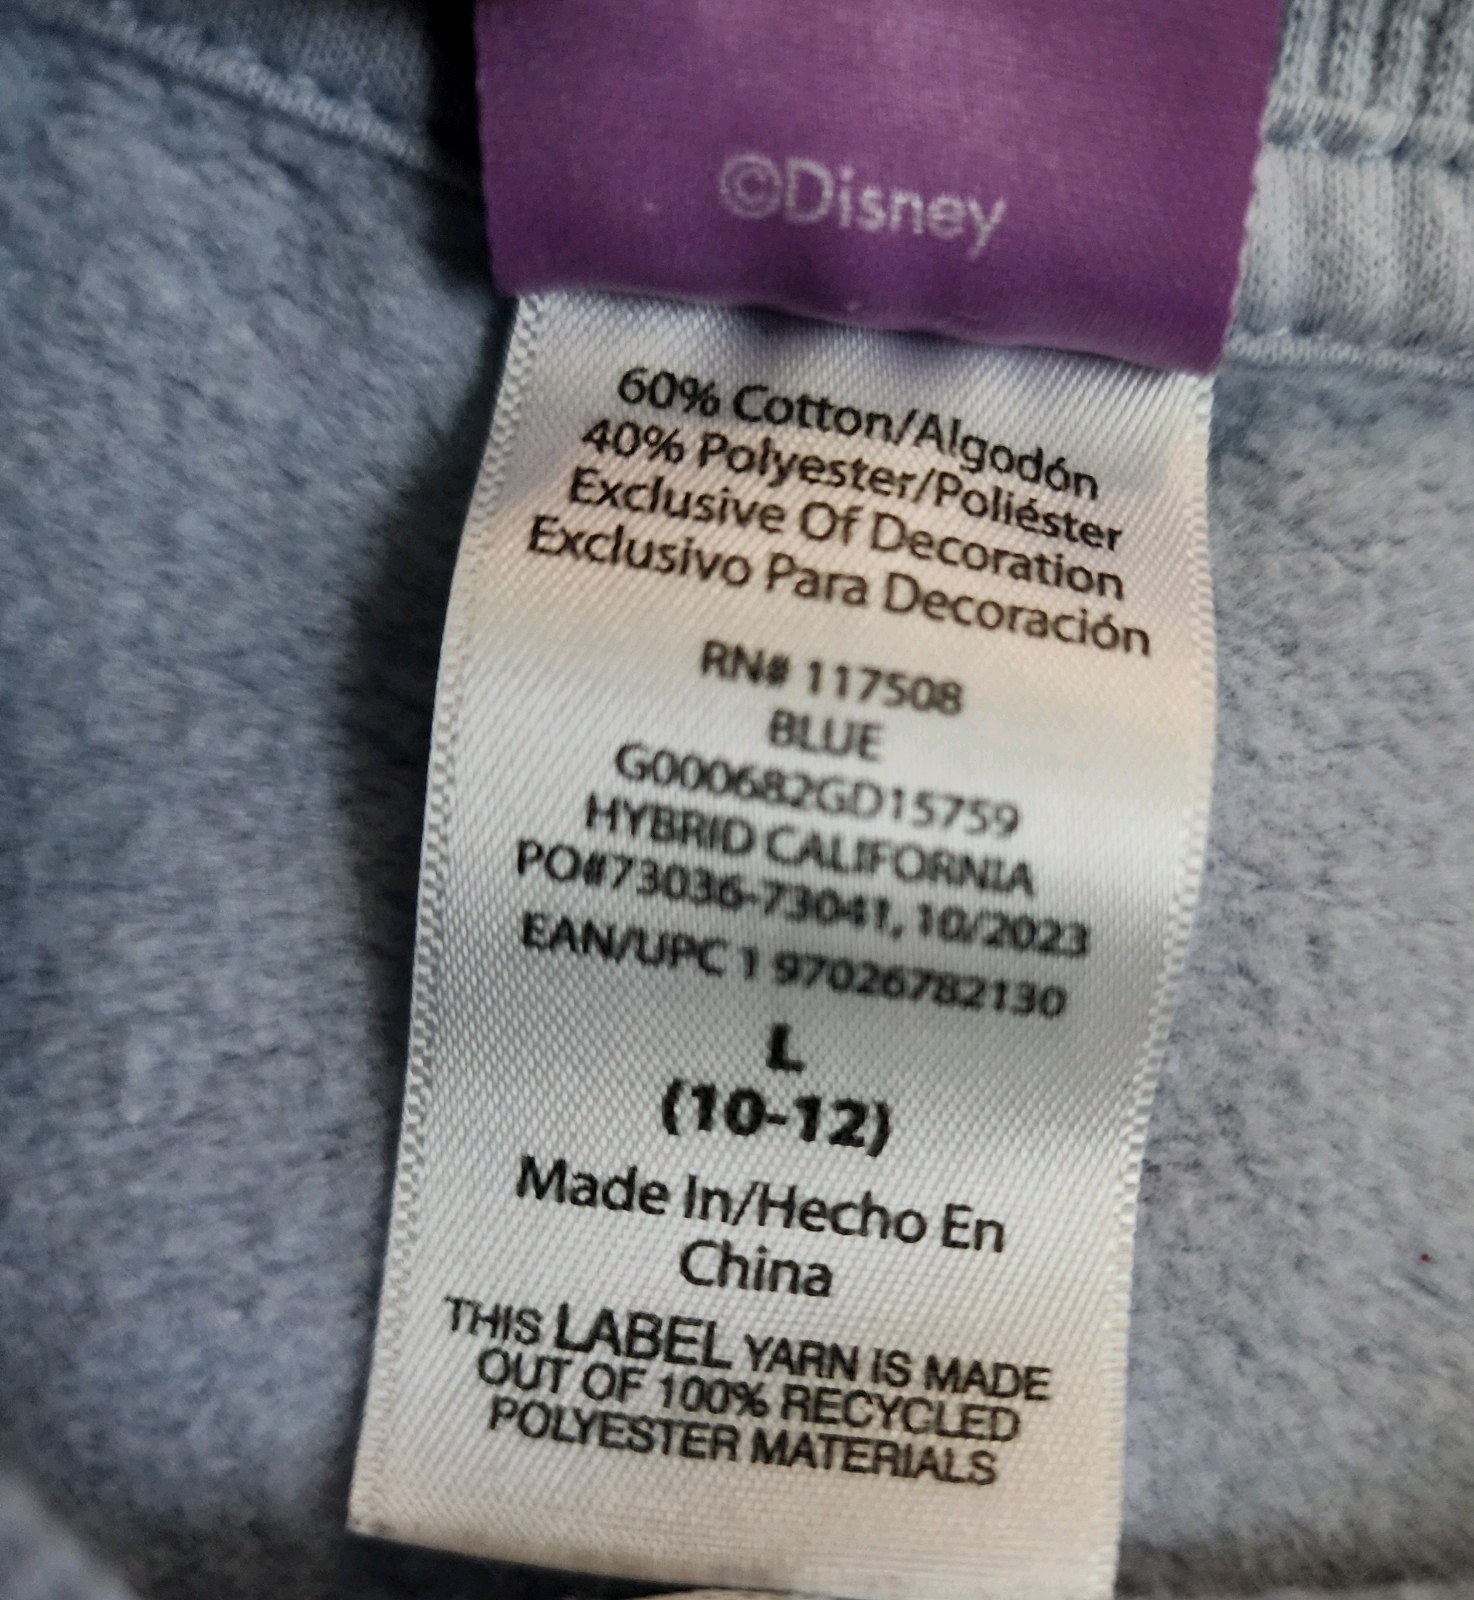 ©Disney
60% Cotton/Algodón
40% Polyester/Poliéster
Exclusive Of Decoration
Exclusivo Para Decoración
RN# 117508
BLUE
G000682GD15759
HYBRID CALIFORNIA
PO#73036-73041, 10/2023
EAN/UPC 1 97026782130
L
(10-12)
Made In/Hecho En
China
THIS LABEL YARN IS MADE
OUT OF 100% RECYCLED
POLYESTER MATERIALS